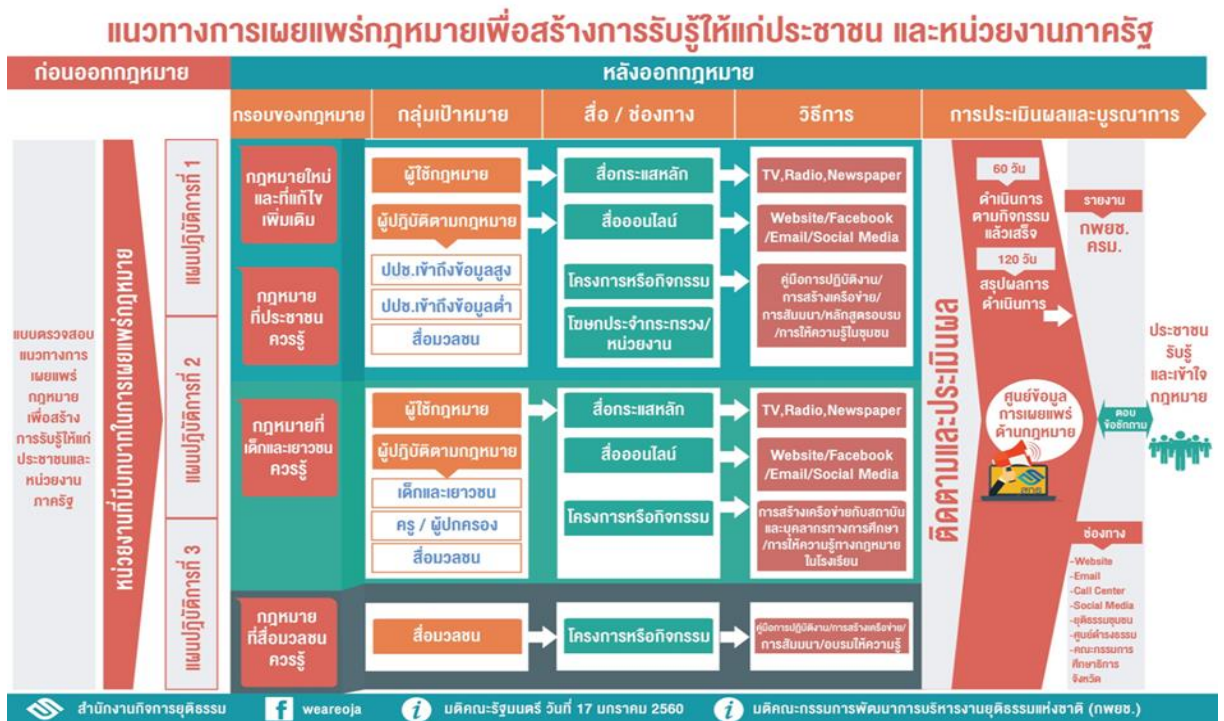 แนวทางการเผยแพร่กฎหมายเพื่อสร้างการรับรู้ให้แก่ประชาชน และหน่วยงานภาครัฐ
ก่อนออกกฎหมาย
หลังออกกฎหมาย
กรอบของกฎหมาย
กลุ่มเป้าหมาย
สื่อ / ช่องทาง
วิธีการ
การประเมินผลและบูรณาการ
แบบตรวจสอบ
แนวทางการ
เผยแพร่
กฎหมาย
เพื่อสร้าง
การรับรู้ให้แก่
ประชาชนและ
หน่วยงาน
ภาครัฐ
หน่วยงานที่มีบทบาทในการเผยแพร่กฎหมาย
แผนปฏิบัติการที่ 1
แผนปฏิบัติการที่ 2
แผนปฏิบัติการที่ 3
กฎหมายใหม่
และที่แก้ไข
เพิ่มเติม
กฎหมาย
ที่ประชาชน
ควรรู้
ผู้ใช้กฎหมาย
ผู้ปฏิบัติตามกฎหมาย
ปปช.เข้าถึงข้อมูลสูง
ปปช.เข้าถึงข้อมูลต่ำ
สื่อมวลชน
สื่อกระแสหลัก
สื่อออนไลน์
โครงการหรือกิจกรรม
โฆษกประจำกระทรวง/
หน่วยงาน
TV,Radio,Newspaper
Website/Facebook
/Email/Social Media
คู่มือการปฏิบัติงาน/
การสร้างเครือข่าย/
การสัมมนา/หลักสูตรอบรม
/การให้ความรู้ในชุมชน
กฎหมายที่
เด็กและเยาวชน
ควรรู้
ผู้ใช้กฎหมาย
ผู้ปฏิบัติตามกฎหมาย
เด็กและเยาวชน
ครู / ผู้ปกครอง
สื่อมวลชน
สื่อกระแสหลัก
สื่อออนไลน์
โครงการหรือกิจกรรม
TV,Radio,Newspaper
Website/Facebook
/Email/Social Media
การสร้างเครือข่ายกับสถาบัน
และบุคลากรทางการศึกษา
/การให้ความรู้ทางกฎหมาย
ในโรงเรียน
กฎหมาย
ที่สื่อมวลชน
ควรรู้
สื่อมวลชน
โครงการหรือกิจกรรม
คู่มือการปฏิบัติงาน/การสร้างเครือข่าย/
การสัมมนา/อบรมให้ความรู้
ติดตามและประเมินผล
60 วัน
ดำเนินการ
ตามกิจกรรม
แล้วเสร็จ
120 วัน
สรุปผลการ
ดำเนินการ
ศูนย์ข้อมูล
การเผยแพร่
ด้านกฎหมาย
รายงาน
กพยช.
ครม.
ตอบ
ข้อซักถาม
ประชาชน
รับรู้
และเข้าใจ
กฎหมาย
ช่องทาง
-Website
-Email
-Call Center
-Social Media
-ยุติธรรมชุมชน
-ศูนย์ดำรงธรรม
-คณะกรรมการ
ศึกษาธิการ
จังหวัด
สำนักงานกิจการยุติธรรม
f weareoja
i มติคณะรัฐมนตรี วันที่ 17 มกราคม 2560
i มติคณะกรรมการพัฒนาการบริหารงานยุติธรรมแห่งชาติ (กพยช.)